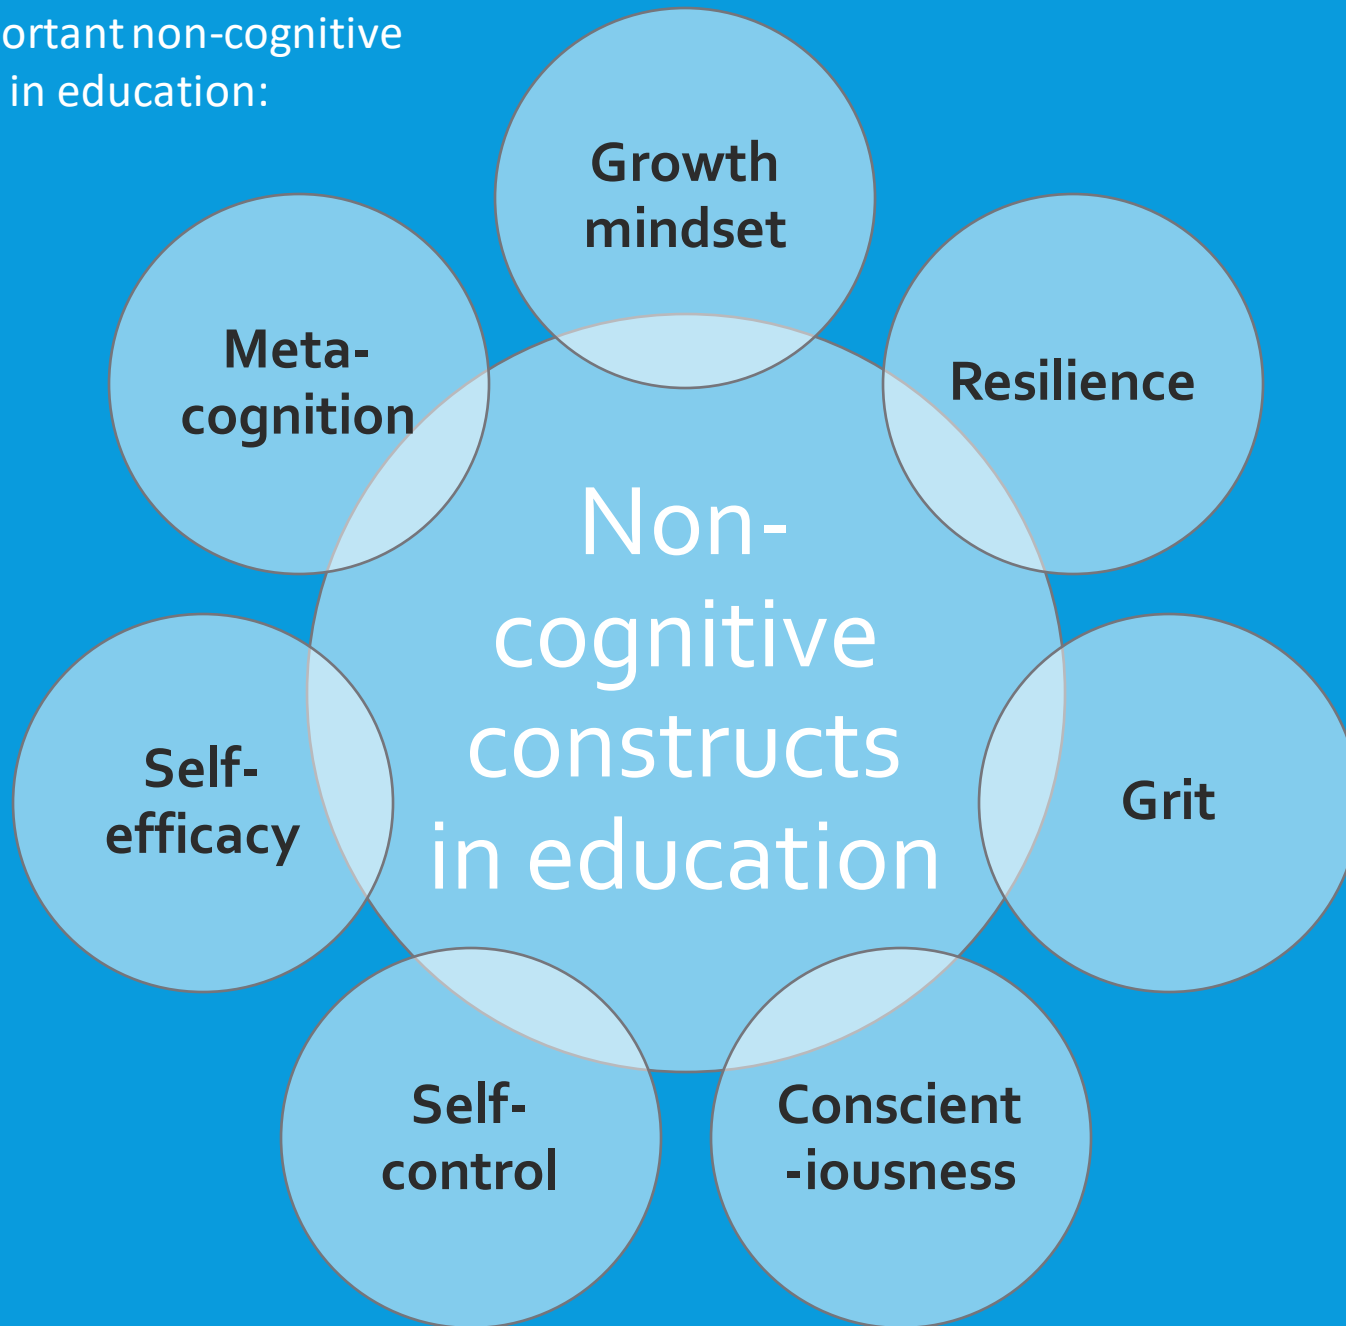 ortant non-cognitive
in education:
Growth
mindset
Resilience
Grit
Conscient
-iousness
Self-
control
Self-
efficacy
Meta-
cognition
Non-
cognitive
constructs
in education